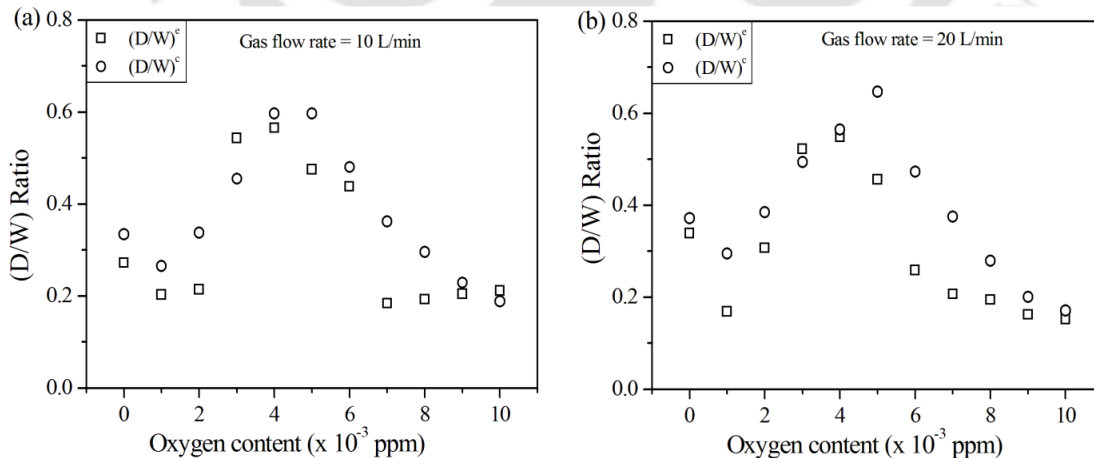 (a)
(D/W)^e
(D/W)^c
Gas flow rate = 10 L/min
0.8
0.6
0.4
0.2
0.0
(D/W) Ratio
0 2 4 6 8 10
Oxygen content (x 10^-3 ppm)
(b)
(D/W)^e
(D/W)^c
Gas flow rate = 20 L/min
0.8
0.6
0.4
0.2
0.0
(D/W) Ratio
0 2 4 6 8 10
Oxygen content (x 10^-3 ppm)